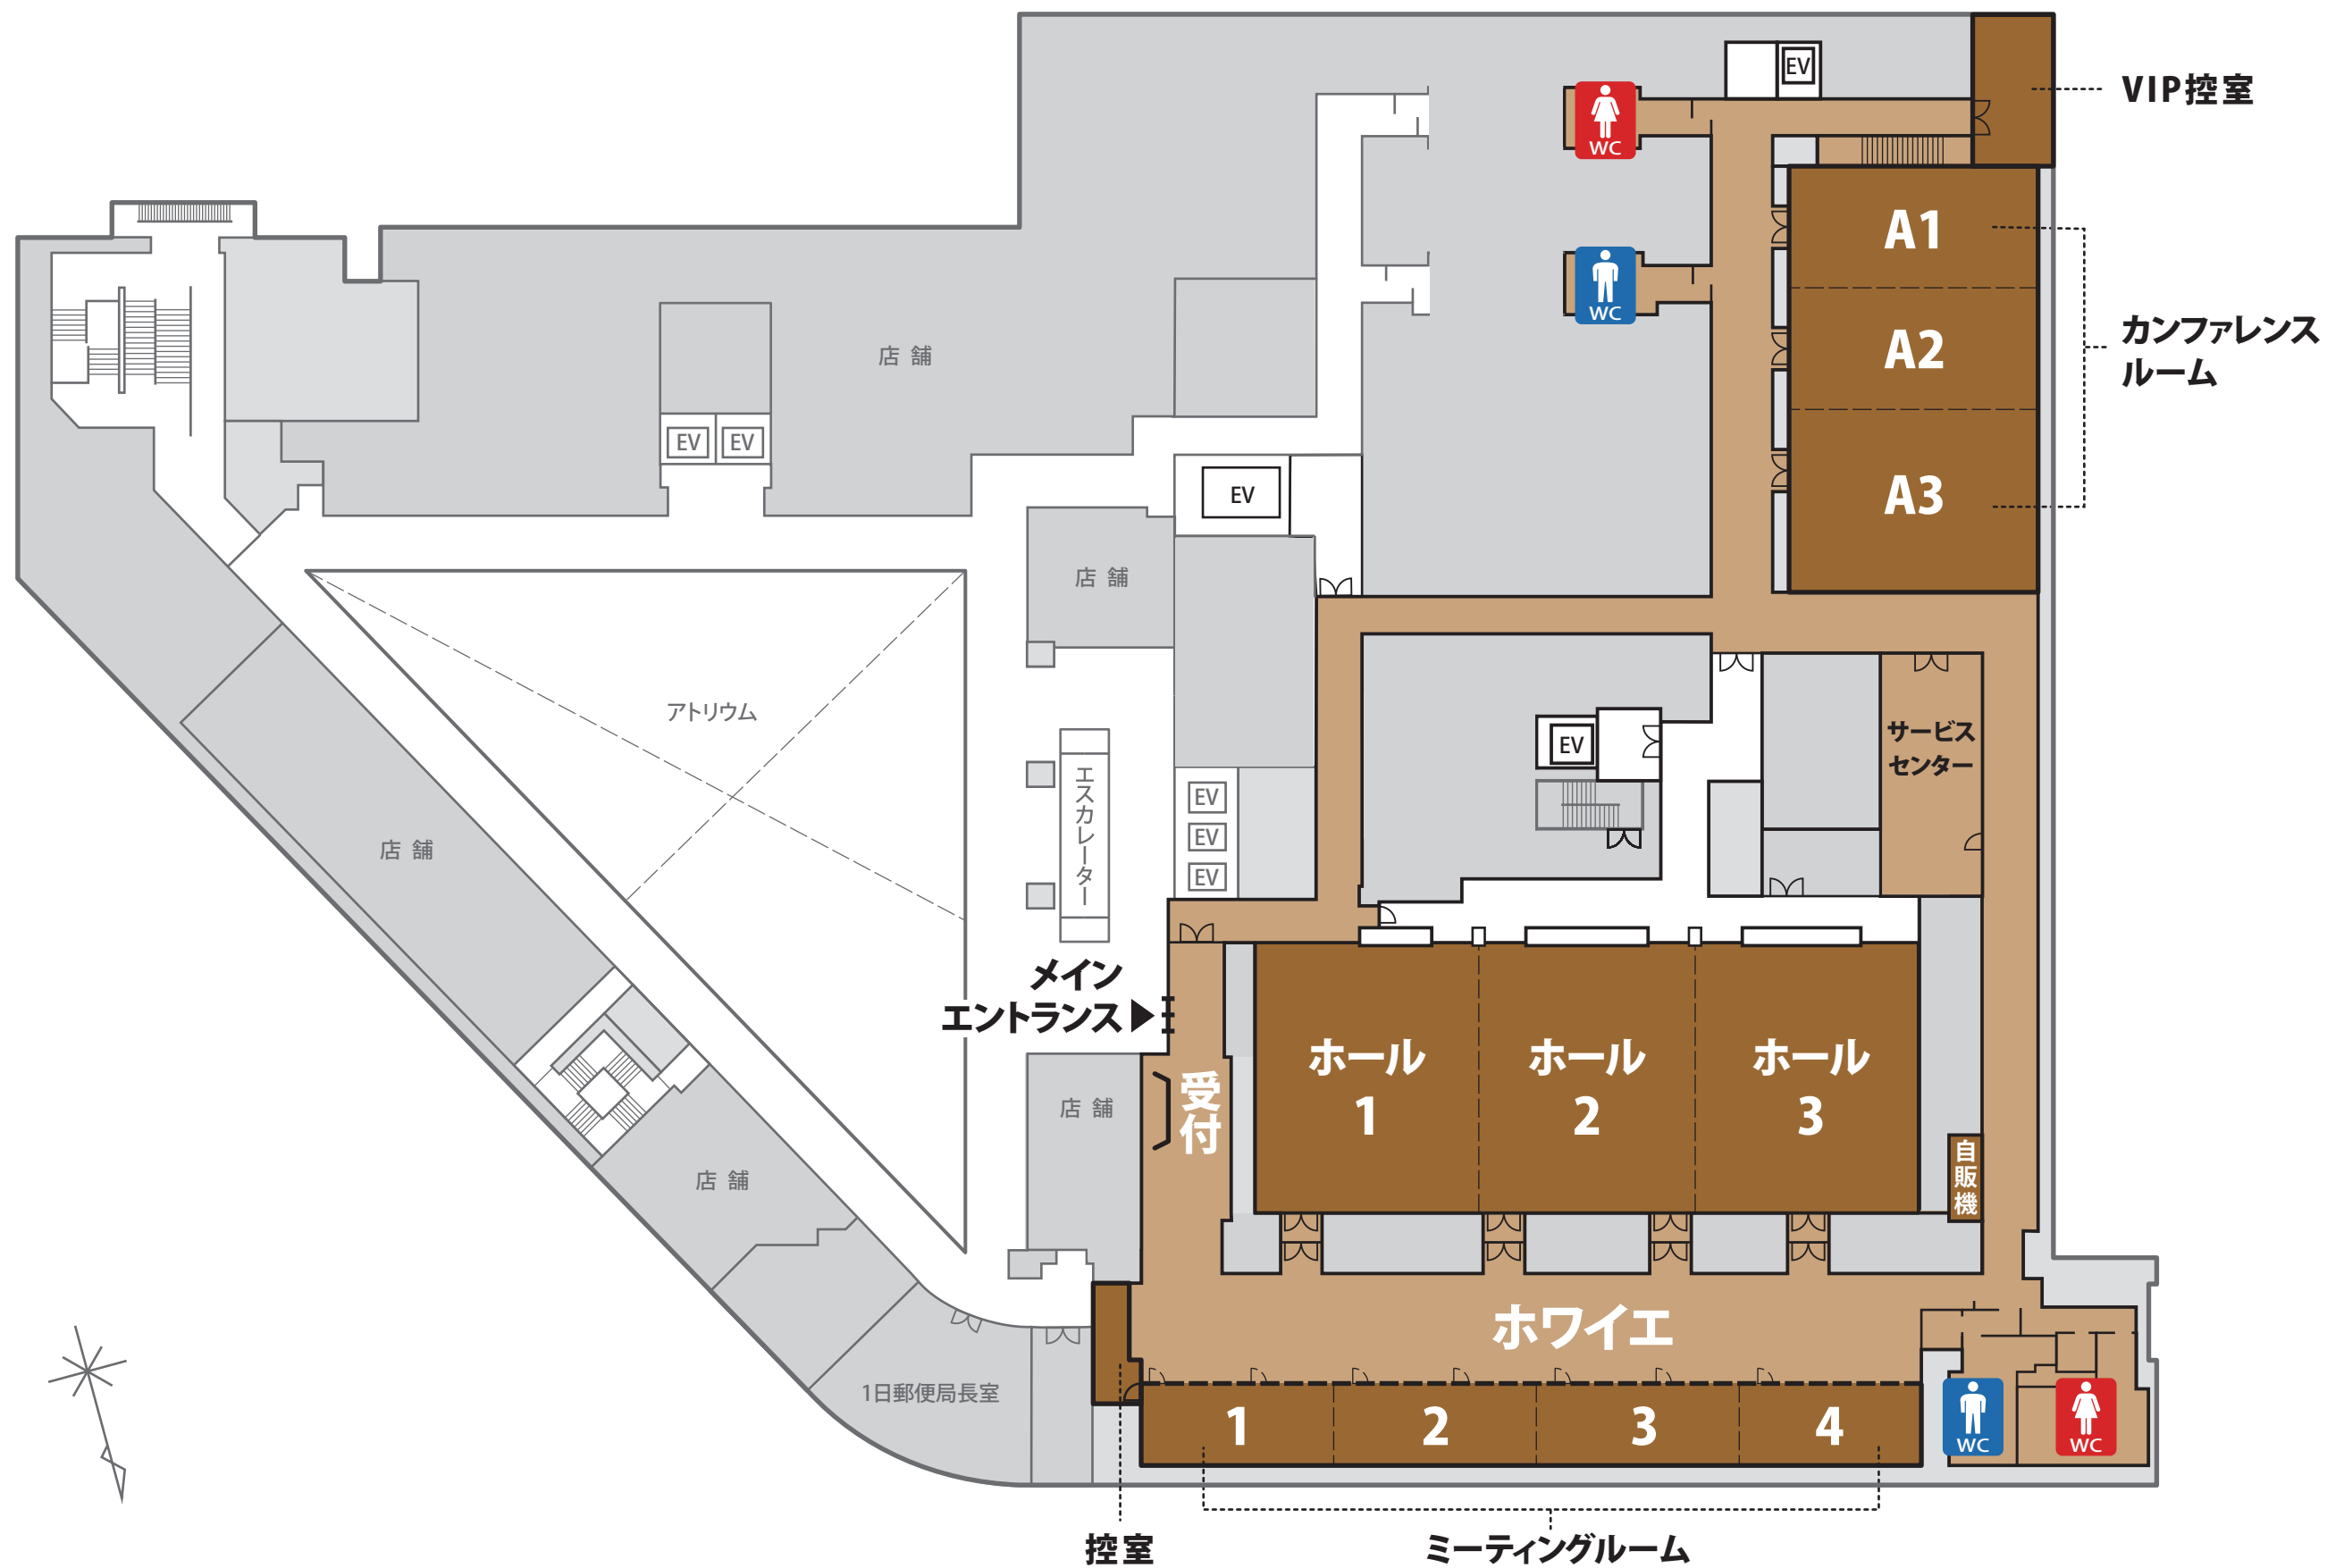 EV
VIP控室
WC
A1
WC
カンファレンス
ルーム
A2
店 舗
EV
EV
EV
A3
店 舗
アトリウム
サービス
センター
EV
エスカレーター
EV
EV
EV
店 舗
メイン
エントランス
ホール
1
ホール
2
ホール
3
受付
店 舗
自販機
店 舗
ホワイエ
1日郵便局長室
1
2
3
4
WC
WC
控室
ミーティングルーム